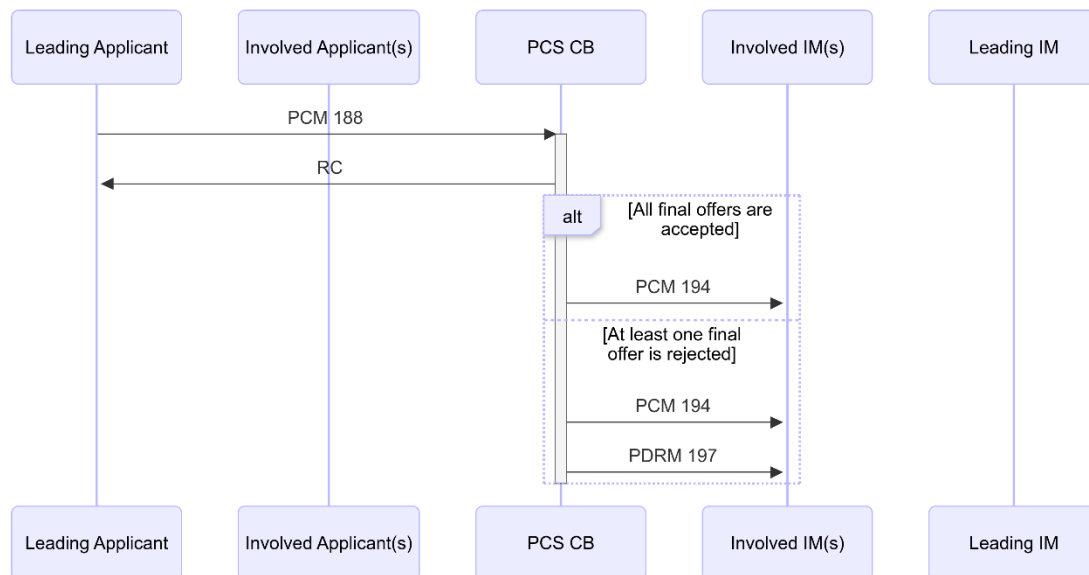 Leading Applicant
Involved Applicant(s)
PCS CB
Involved IM(s)
Leading IM
PCM 188
RC
alt
[All final offers are
accepted]
PCM 194
[At least one final
offer is rejected]
PCM 194
PDRM 197
Leading Applicant
Involved Applicant(s)
PCS CB
Involved IM(s)
Leading IM